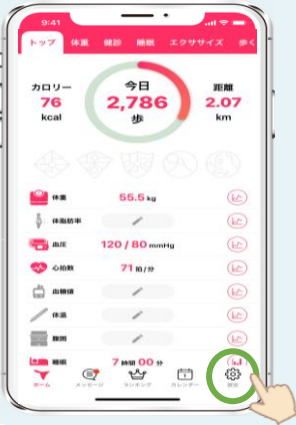 9:41
トップ 体重 健診 睡眠 エクササイズ 歩く
カロリー
76
kcal
今日
2,786
歩
距離
2.07
km
体重 55.5 kg
体脂肪率
血圧 120 / 80 mmHg
心拍数 71 拍/分
血糖値
体温
腹囲
睡眠 7 時間 00 分
ホーム メッセージ ランキング カレンダー 設定